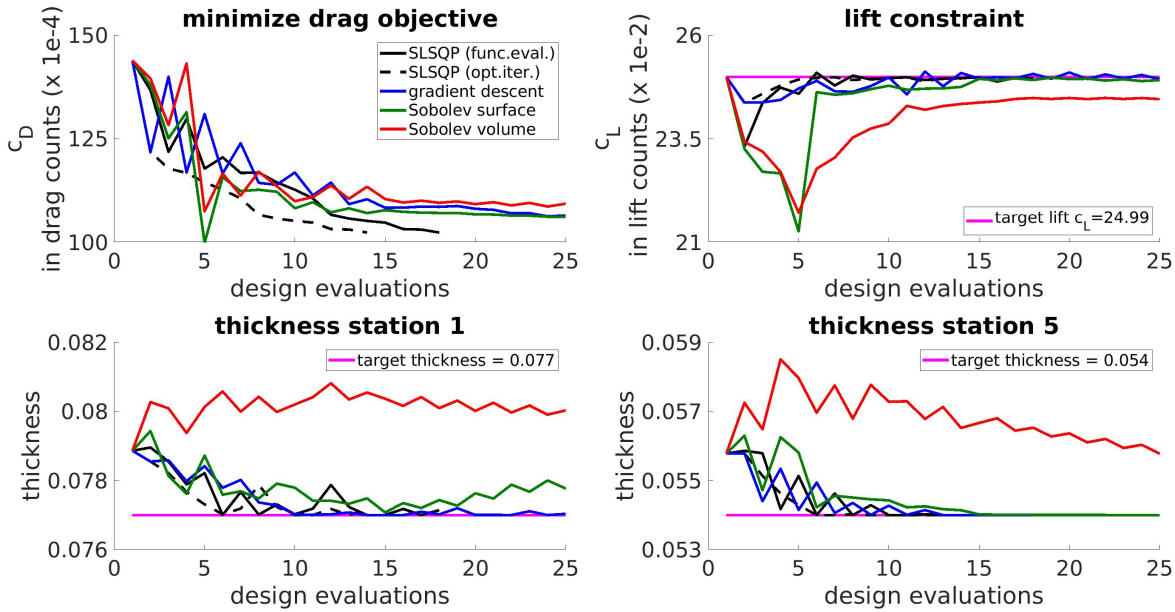 minimize drag objective
c_D
in drag counts (x 1e-4)
150
125
100
0
5
10
15
20
25
design evaluations
SLSQP (func.eval.)
SLSQP (opt.iter.)
gradient descent
Sobolev surface
Sobolev volume
lift constraint
c_L
in lift counts (x 1e-2)
26
23.5
21
0
5
10
15
20
25
design evaluations
target lift c_L=24.99
thickness station 1
thickness
0.082
0.08
0.078
0.076
0
5
10
15
20
25
design evaluations
target thickness = 0.077
thickness station 5
thickness
0.059
0.057
0.055
0.053
0
5
10
15
20
25
design evaluations
target thickness = 0.054